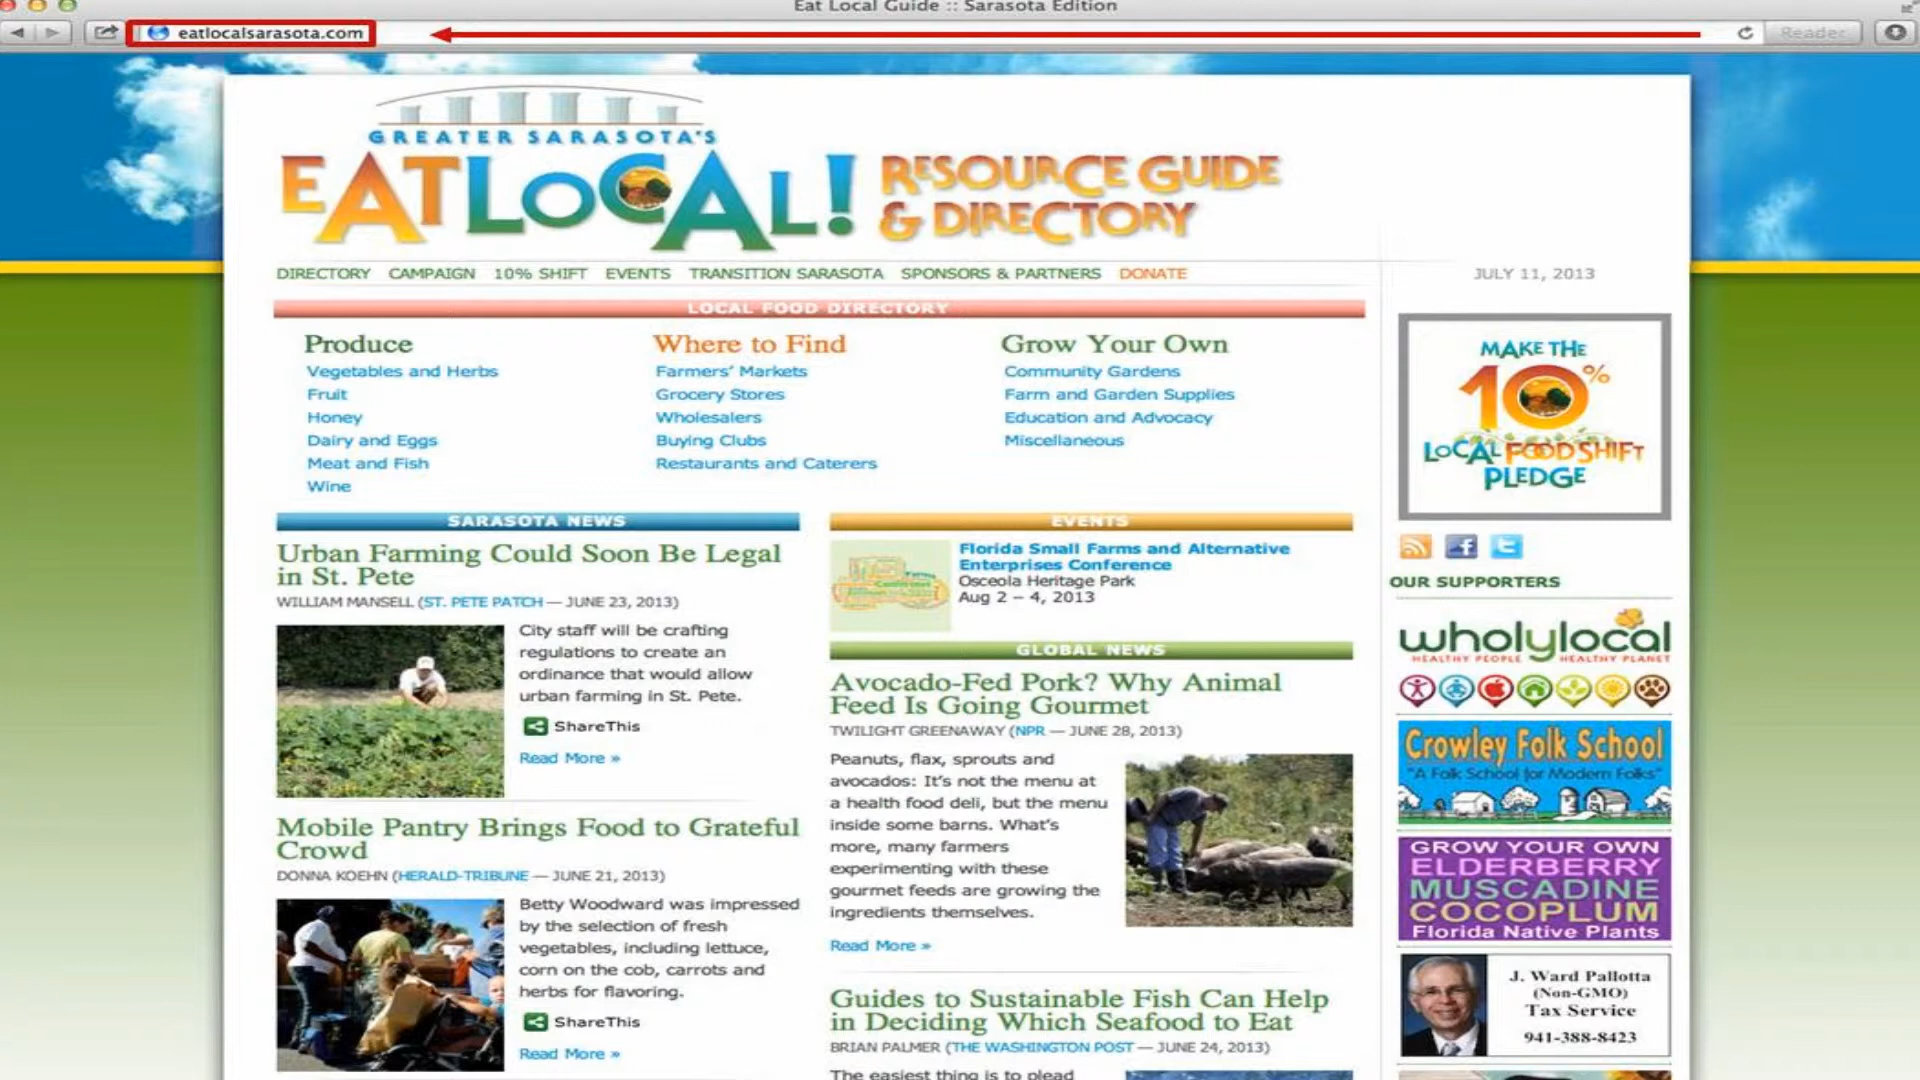 Eat Local Guide :: Sarasota Edition
eatlocalsarasota.com
Reader
GREATER SARASOTA'S
EATLOCAL! RESOURCE GUIDE
& DIRECTORY
DIRECTORY CAMPAIGN 10% SHIFT EVENTS TRANSITION SARASOTA SPONSORS & PARTNERS DONATE
JULY 11, 2013
LOCAL FOOD DIRECTORY
Produce
Vegetables and Herbs
Fruit
Honey
Dairy and Eggs
Meat and Fish
Wine
Where to Find
Farmers' Markets
Grocery Stores
Wholesalers
Buying Clubs
Restaurants and Caterers
Grow Your Own
Community Gardens
Farm and Garden Supplies
Education and Advocacy
Miscellaneous
SARASOTA NEWS
Urban Farming Could Soon Be Legal
in St. Pete
WILLIAM MANSELL (ST. PETE PATCH — JUNE 23, 2013)
City staff will be crafting
regulations to create an
ordinance that would allow
urban farming in St. Pete.
ShareThis
Read More »
Mobile Pantry Brings Food to Grateful
Crowd
DONNA KOEHN (HERALD-TRIBUNE — JUNE 21, 2013)
Betty Woodward was impressed
by the selection of fresh
vegetables, including lettuce,
corn on the cob, carrots and
herbs for flavoring.
ShareThis
Read More »
EVENTS
Florida Small Farms and Alternative
Enterprises Conference
Osceola Heritage Park
Aug 2 – 4, 2013
GLOBAL NEWS
Avocado-Fed Pork? Why Animal
Feed Is Going Gourmet
TWILIGHT GREENAWAY (NPR — JUNE 28, 2013)
Peanuts, flax, sprouts and
avocados: It's not the menu at
a health food deli, but the menu
inside some barns. What's
more, many farmers
experimenting with these
gourmet feeds are growing the
ingredients themselves.
Read More »
Guides to Sustainable Fish Can Help
in Deciding Which Seafood to Eat
BRIAN PALMER (THE WASHINGTON POST — JUNE 24, 2013)
The easiest thing is to plead
MAKE THE
10%
LOCAL FOOD SHIFT
PLEDGE
OUR SUPPORTERS
wholylocal
HEALTHY PEOPLE HEALTHY PLANET
Crowley Folk School
"A Folk School for Modern Folks"
GROW YOUR OWN
ELDERBERRY
MUSCADINE
COCOPLUM
Florida Native Plants
J. Ward Pallotta
(Non-GMO)
Tax Service
941-388-8423